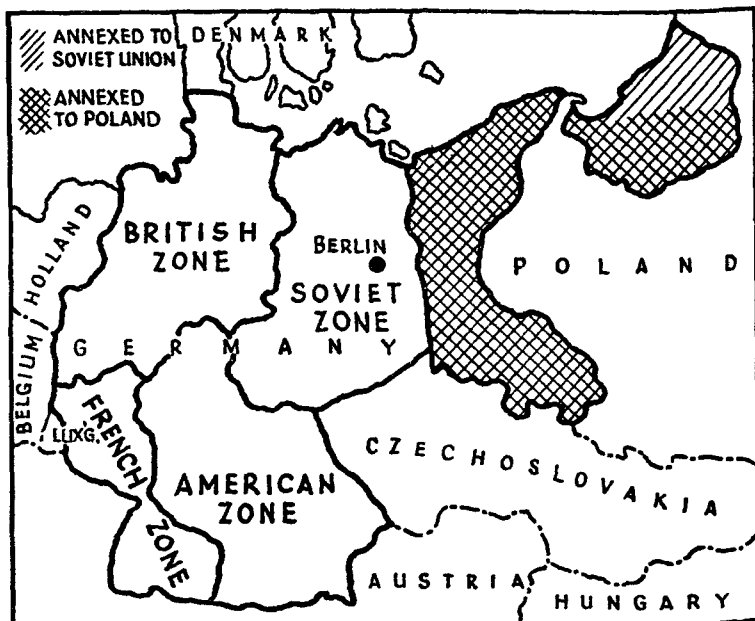 ANNEXED TO
SOVIET UNION
ANNEXED
TO POLAND
DENMARK
BRITISH
ZONE
HOLLAND
BELGIUM
LUXG.
BERLIN
SOVIET
ZONE
POLAND
GERMANY
FRENCH
ZONE
AMERICAN
ZONE
CZECHOSLOVAKIA
AUSTRIA
HUNGARY